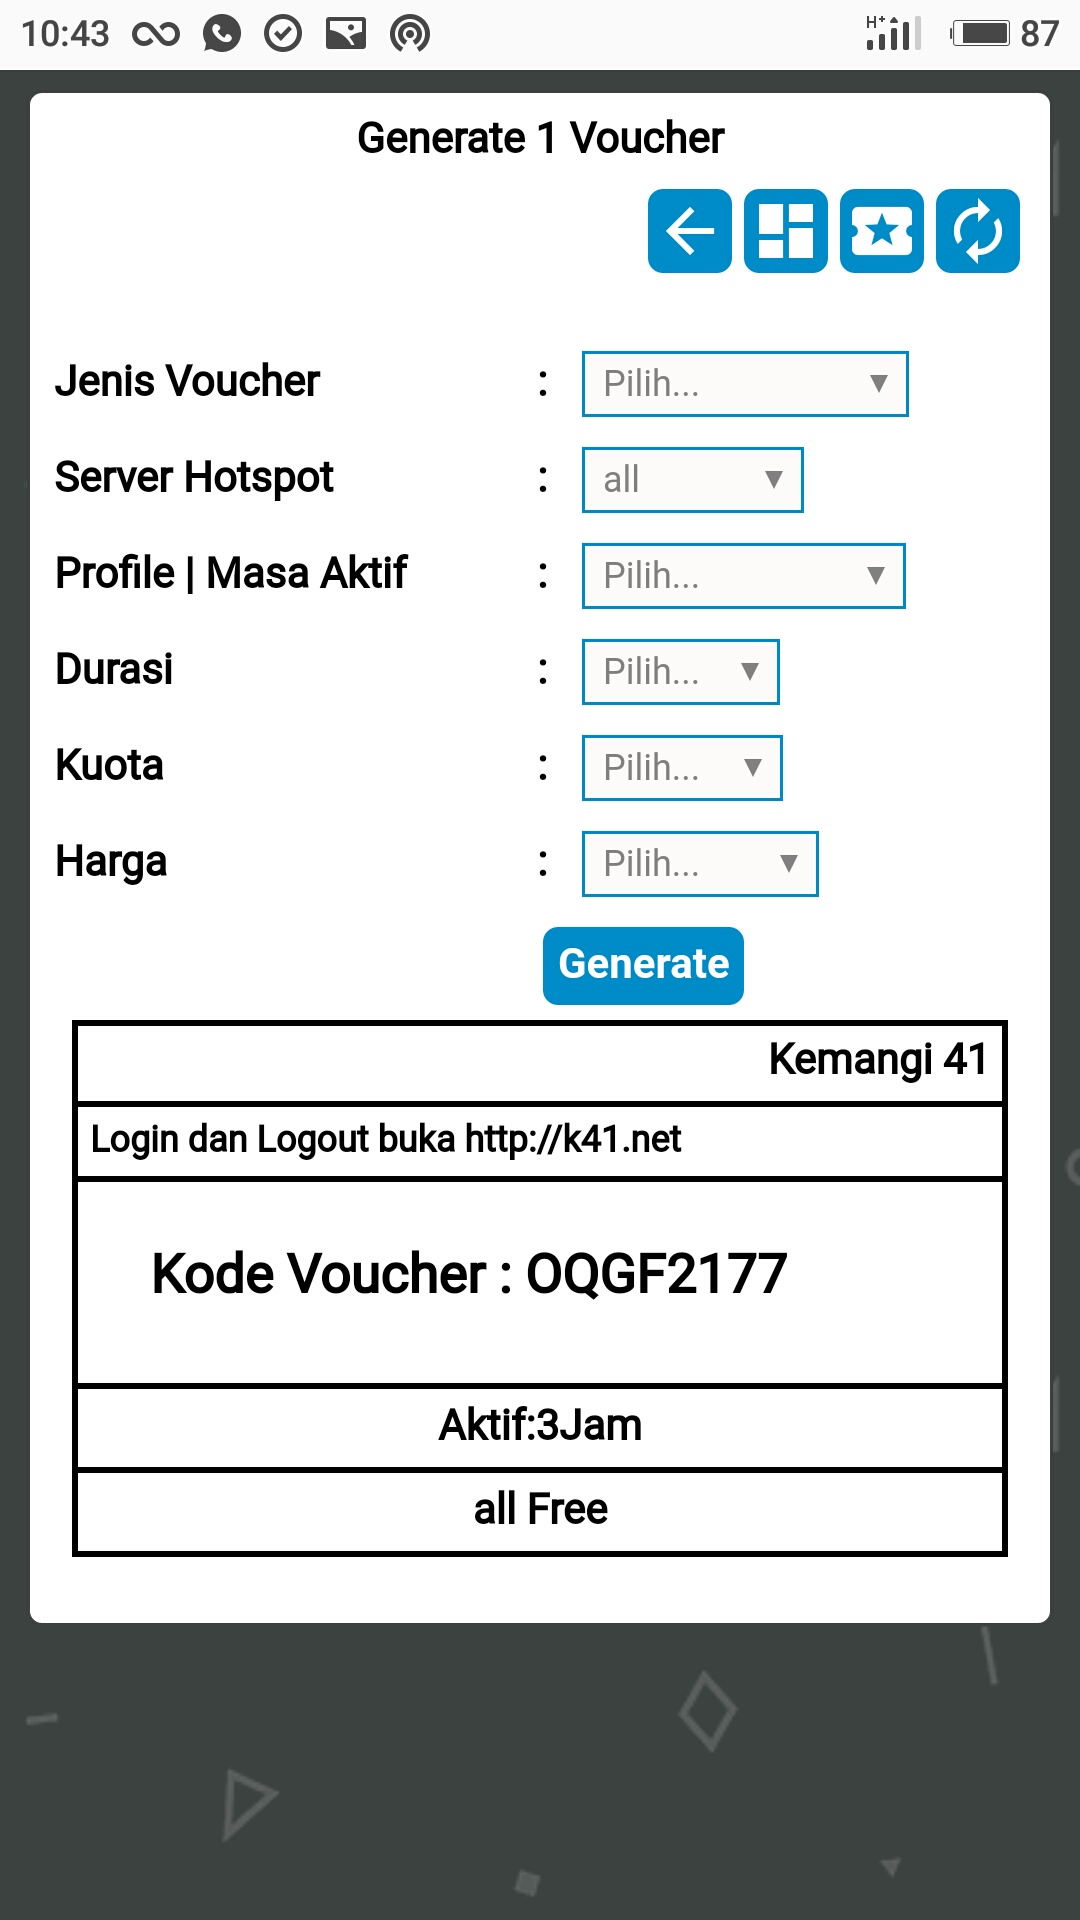 10:43 H+ 87
Generate 1 Voucher
Jenis Voucher : Pilih...
Server Hotspot : all
Profile | Masa Aktif : Pilih...
Durasi : Pilih...
Kuota : Pilih...
Harga : Pilih...
Generate
Kemangi 41
Login dan Logout buka http://k41.net
Kode Voucher : OQGF2177
Aktif:3Jam
all Free